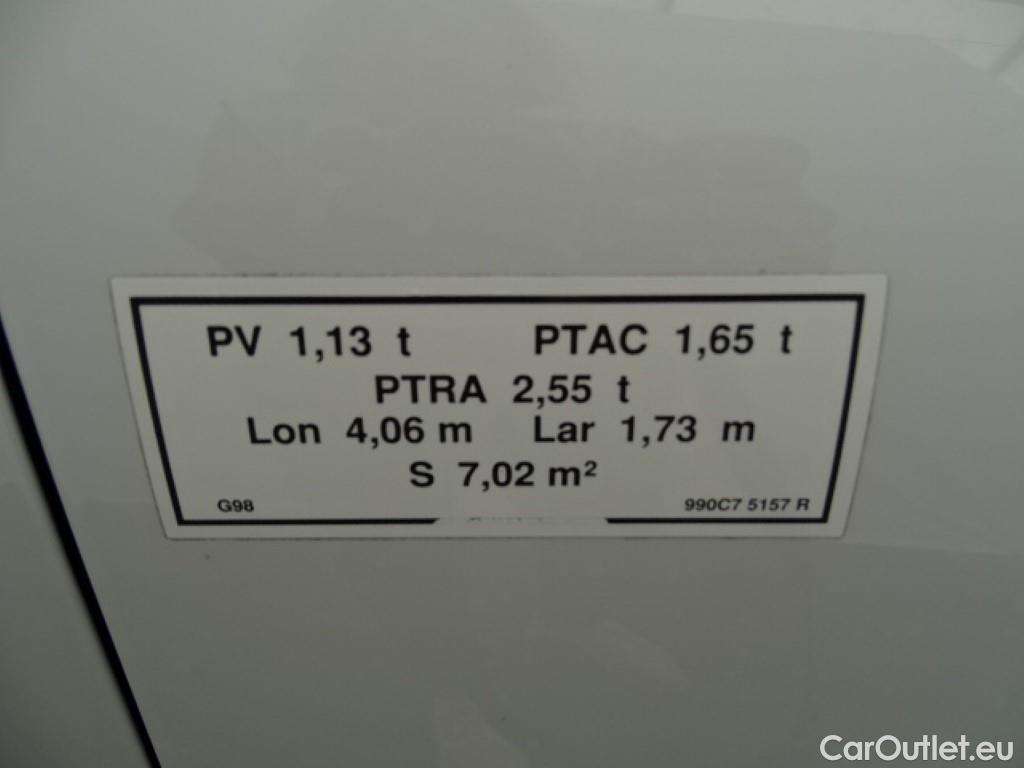 PV 1,13 t PTAC 1,65 t
PTRA 2,55 t
Lon 4,06 m Lar 1,73 m
S 7,02 m²
G98 990C7 5157 R
CarOutlet.eu